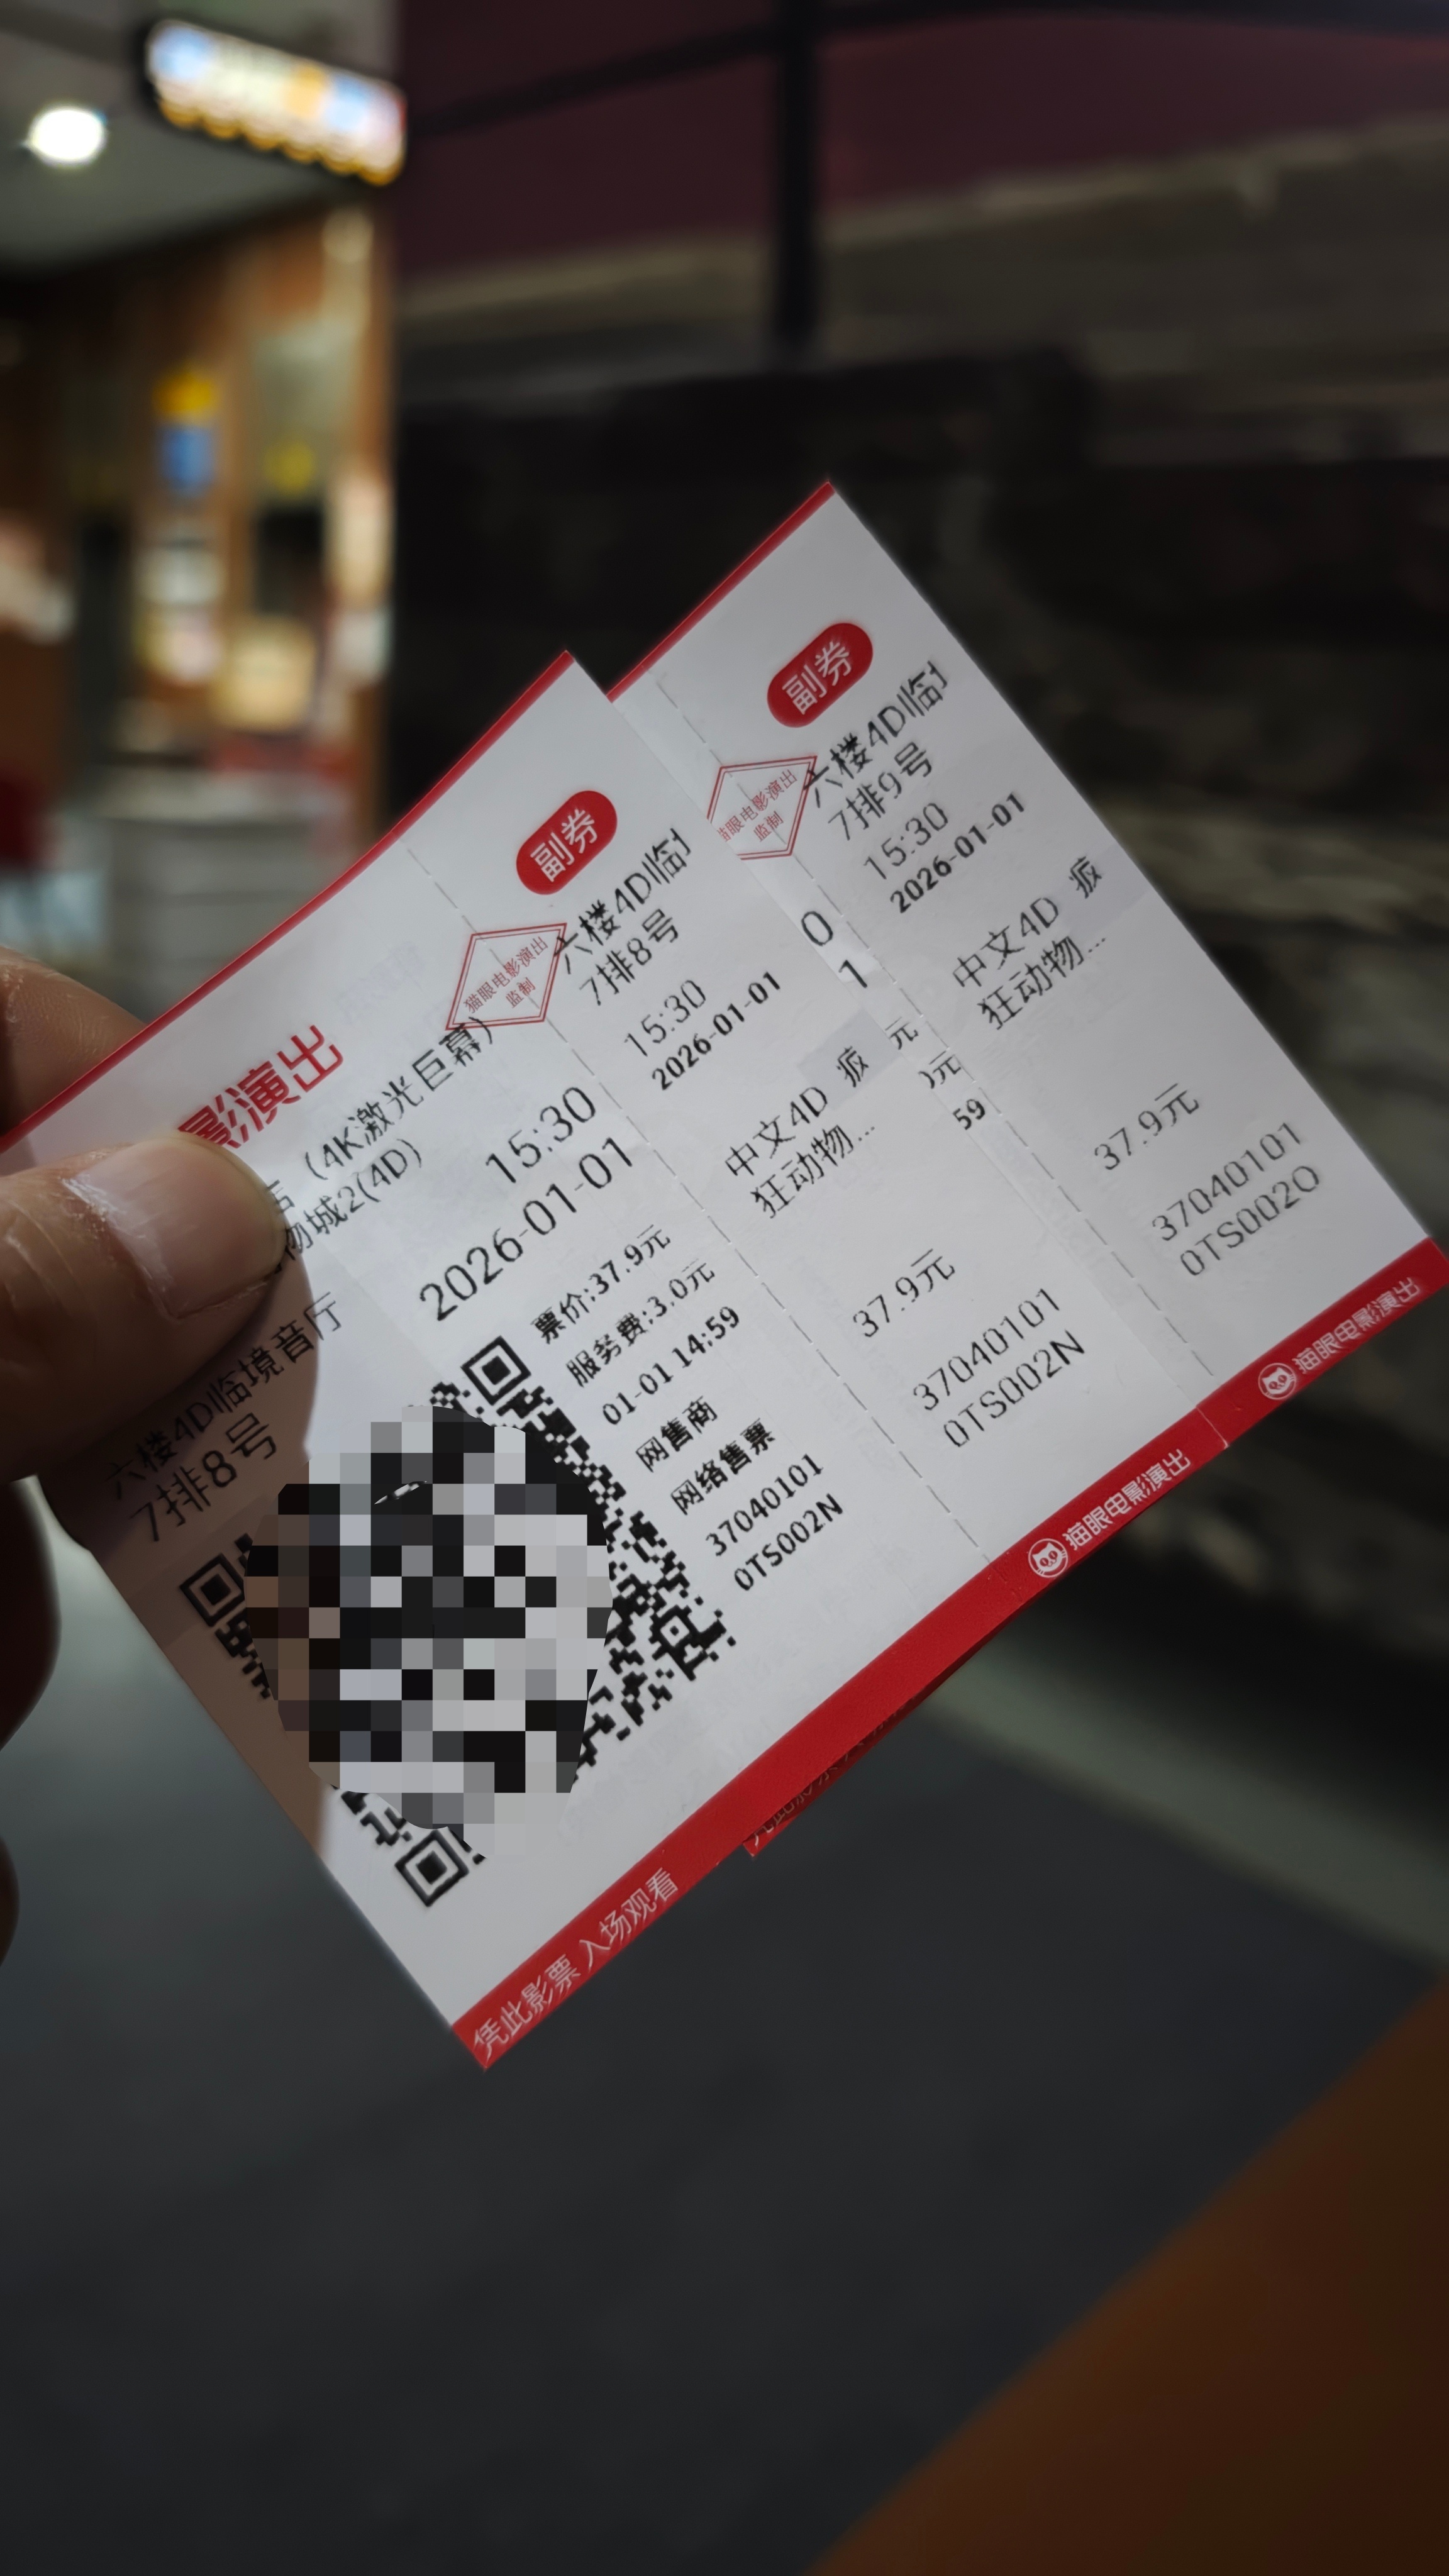 影演出
店（4K激光巨幕）
物城2(4D)
15:30
2026-01-01
六楼4D临境音厅
7排8号
票价:37.9元
服务费:3.0元
01-01 14:59
网售商
网络售票
37040101
0TS002N
猫眼电影演出
监制
副券
六楼4D临
7排8号
15:30
2026-01-01
中文4D 疯
狂动物...
37.9元
37040101
0TS002N
凭此影票 入场观看
猫眼电影演出
0
1
元
元
59
猫眼电影演出
监制
副券
六楼4D临
7排9号
15:30
2026-01-01
中文4D 疯
狂动物...
37.9元
37040101
0TS002O
猫眼电影演出